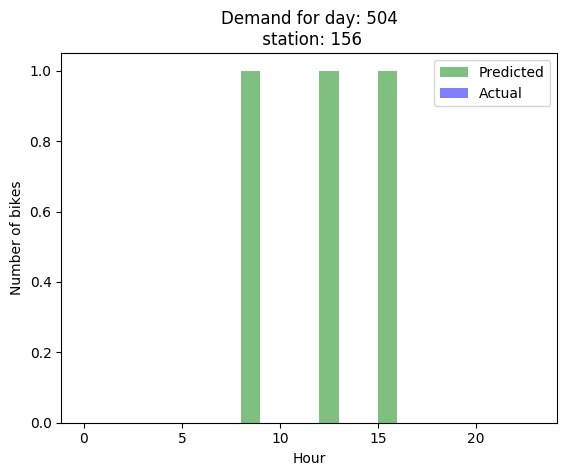 Demand for day: 504
station: 156
Predicted
Actual
Number of bikes
1.0
0.8
0.6
0.4
0.2
0.0
0 5 10 15 20
Hour